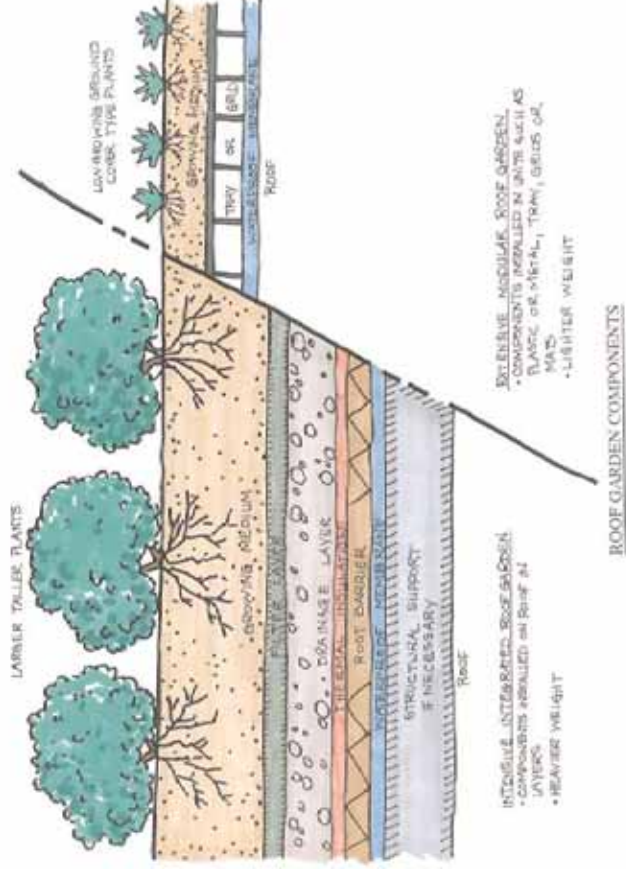 LARGER TALLER PLANTS
LOW-GROWING GROUND
COVER TYPE PLANTS
GROWING MEDIUM
FILTER LAYER
DRAINAGE LAYER
THERMAL INSULATION
ROOT BARRIER
WATERPROOF MEMBRANE
STRUCTURAL SUPPORT
IF NECESSARY
ROOF
GROWING MEDIUM
TRAY OR GRID
WATERPROOF MEMBRANE
ROOF
INTENSIVE INTEGRATED ROOF GARDEN
• COMPONENTS INSTALLED ON ROOF IN
LAYERS
• HEAVIER WEIGHT
EXTENSIVE MODULAR ROOF GARDEN
• COMPONENTS INSTALLED IN UNITS SUCH AS
PLASTIC OR METAL, TRAY, GRIDS OR
MATS
• LIGHTER WEIGHT
ROOF GARDEN COMPONENTS